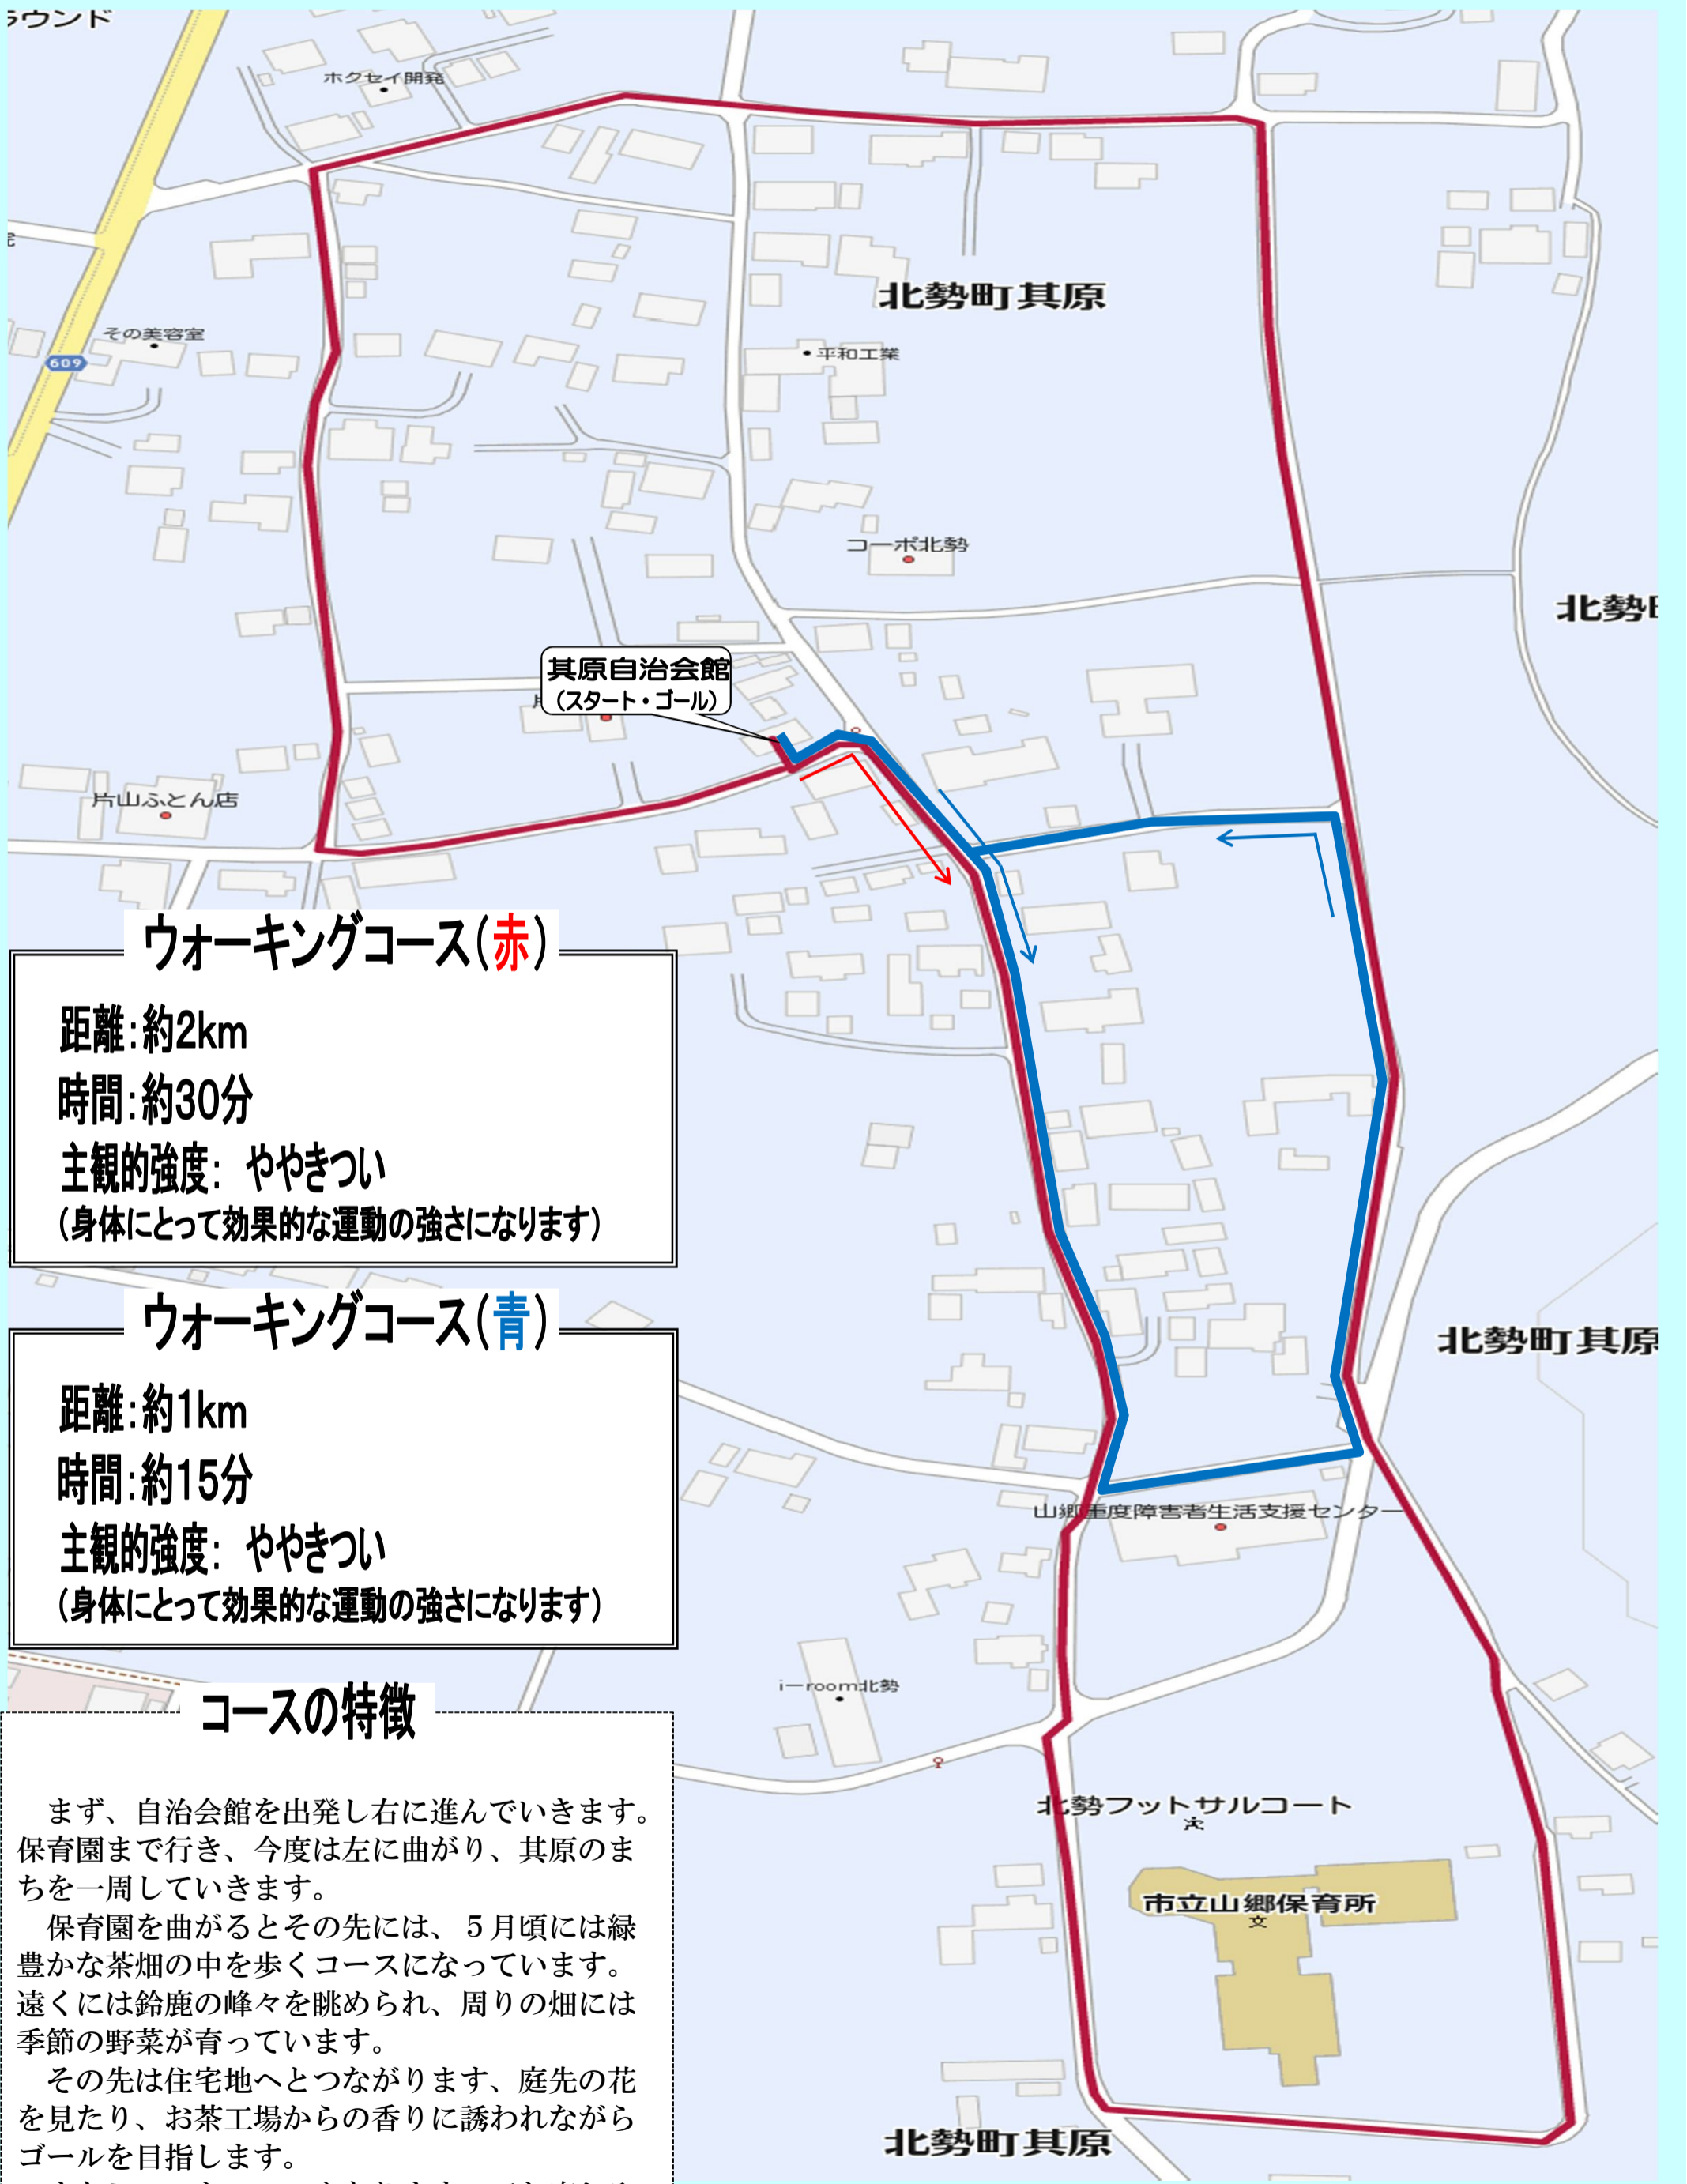 ラウンド
ホクセイ開発
北勢町其原
その美容室
609
平和工業
コーポ北勢
北勢
其原自治会館
(スタート・ゴール)
片山ふとん店
ウォーキングコース(赤)
距離:約2km
時間:約30分
主観的強度: ややきつい
(身体にとって効果的な運動の強さになります)
ウォーキングコース(青)
距離:約1km
時間:約15分
主観的強度: ややきつい
(身体にとって効果的な運動の強さになります)
北勢町其原
山郷重度障害者生活支援センター
i-room北勢
北勢フットサルコート
市立山郷保育所
文
北勢町其原
コースの特徴
まず、自治会館を出発し右に進んでいきます。
保育園まで行き、今度は左に曲がり、其原のま
ちを一周していきます。
保育園を曲がるとその先には、5月頃には緑
豊かな茶畑の中を歩くコースになっています。
遠くには鈴鹿の峰々を眺められ、周りの畑には
季節の野菜が育っています。
その先は住宅地へとつながります、庭先の花
を見たり、お茶工場からの香りに誘われながら
ゴールを目指します。